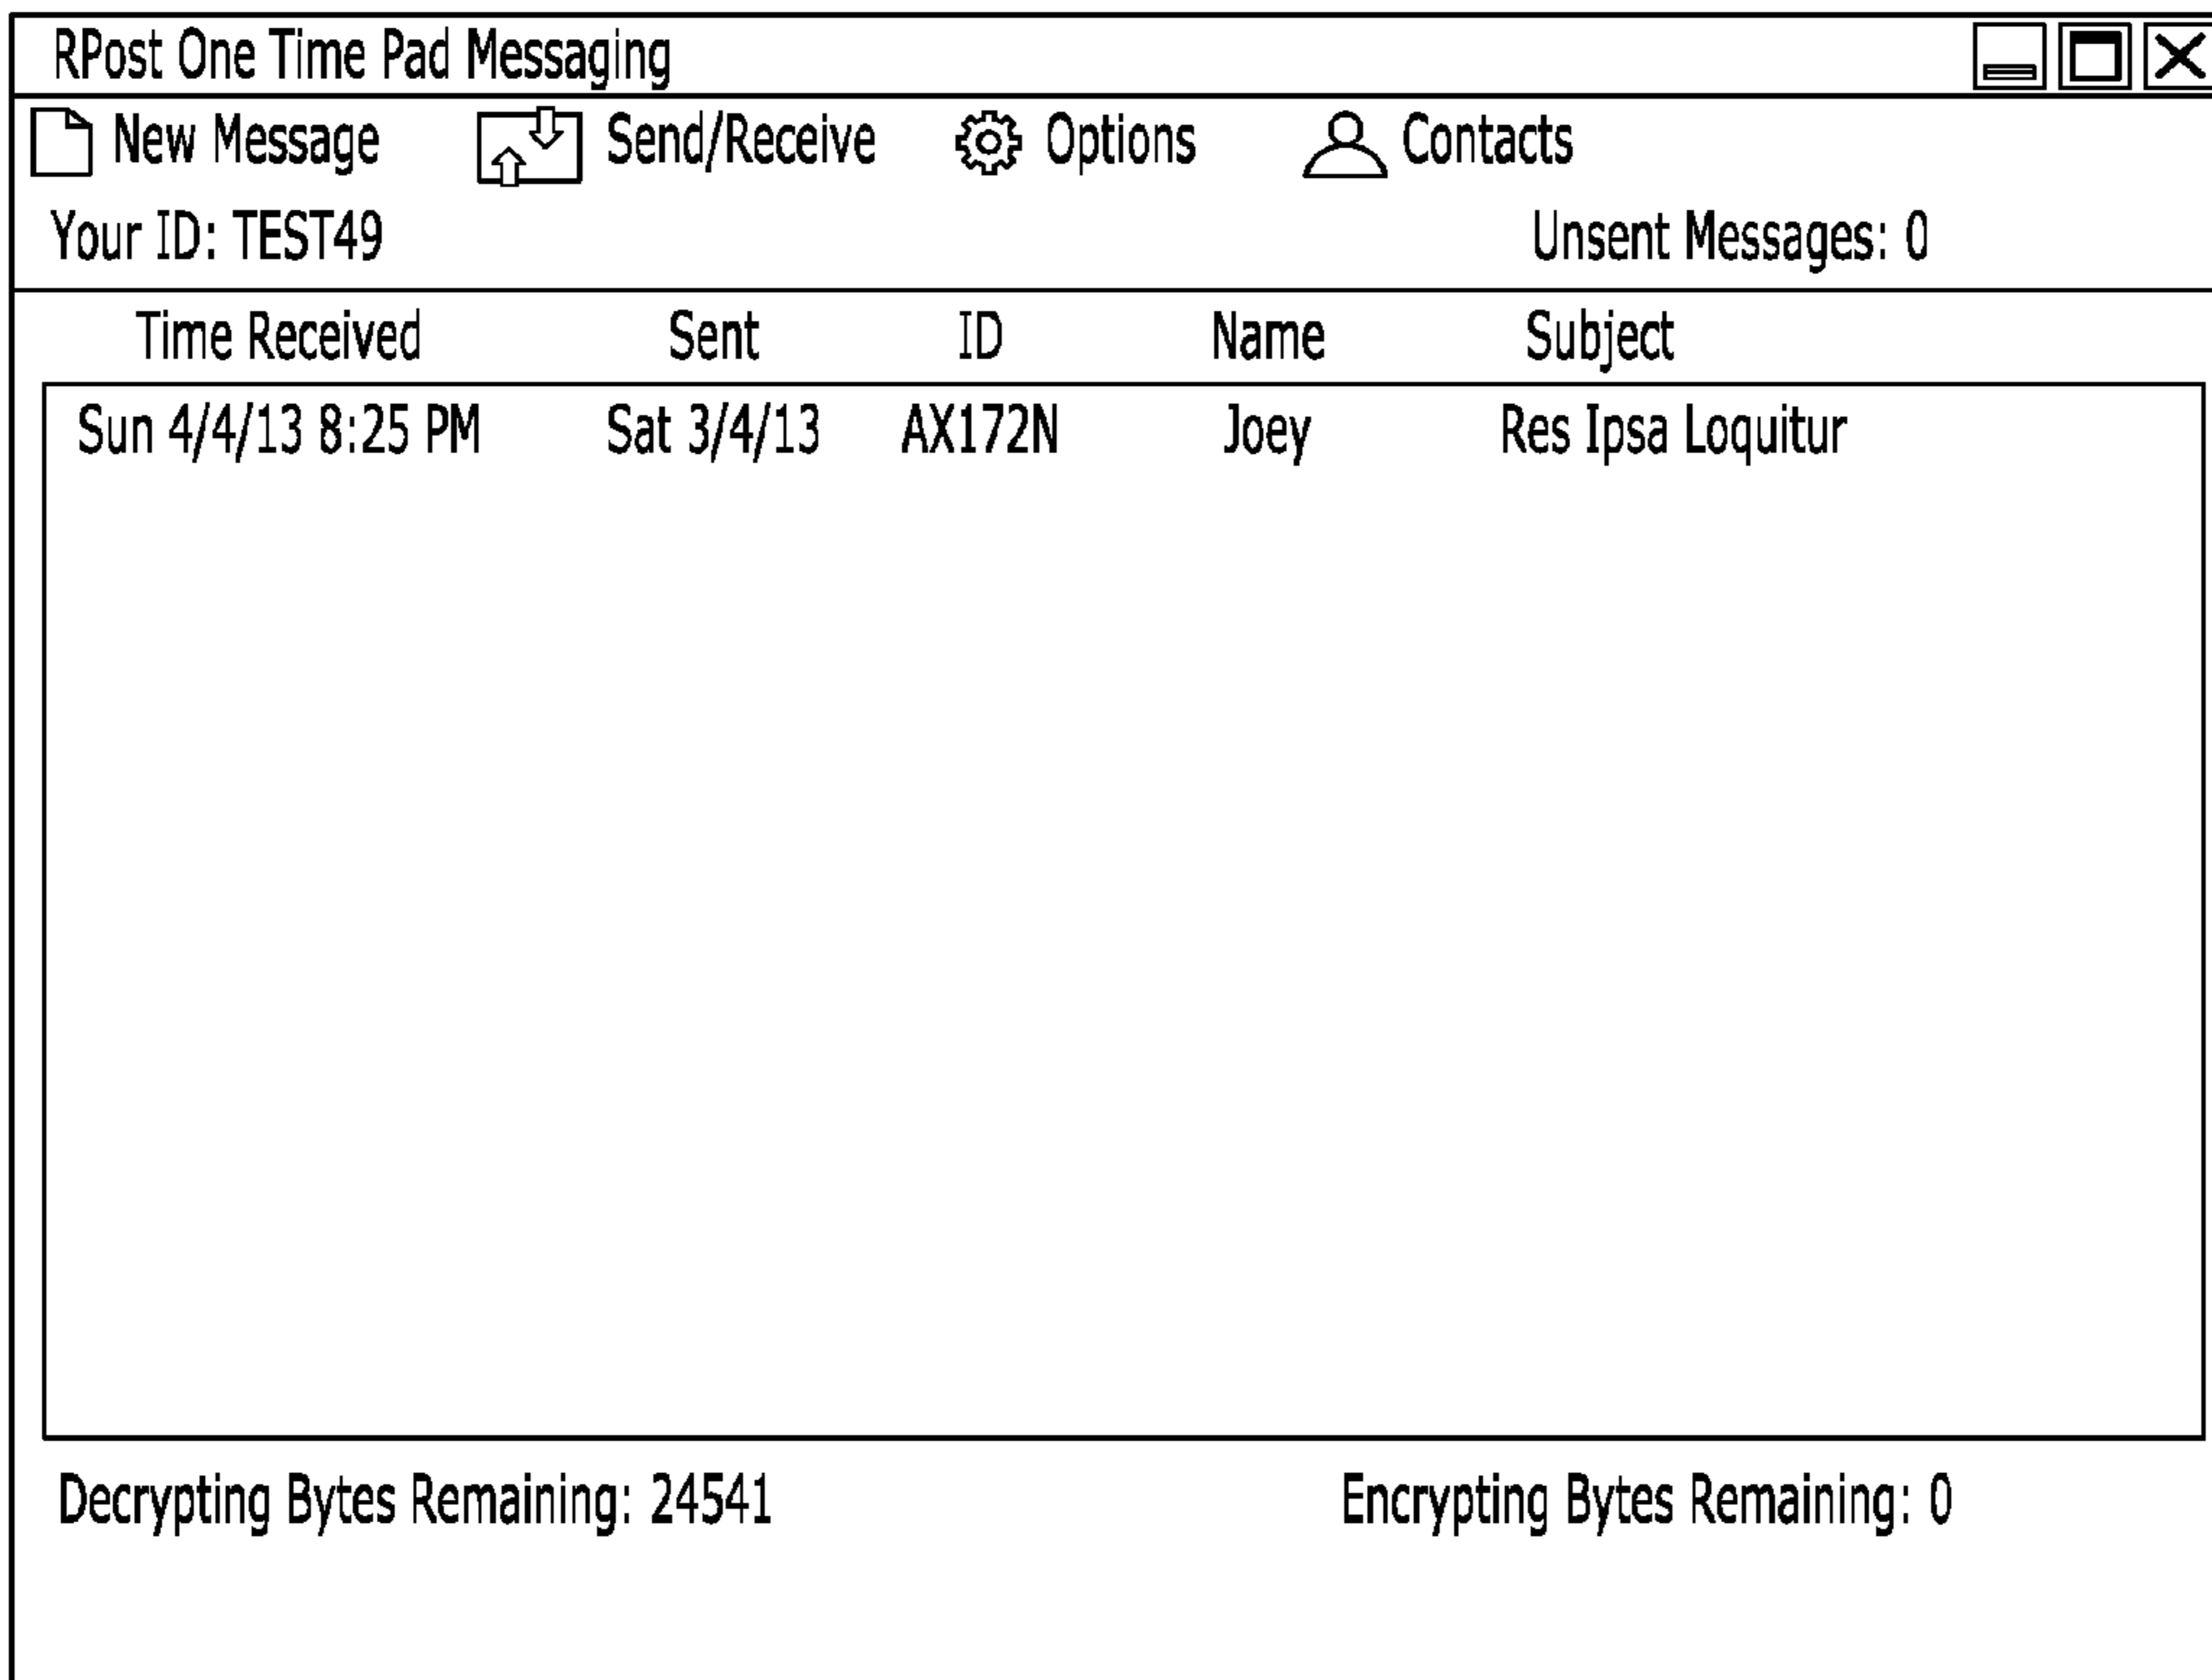 RPost One Time Pad Messaging
New Message Send/Receive Options Contacts
Your ID: TEST49 Unsent Messages: 0
Time Received Sent ID Name Subject
Sun 4/4/13 8:25 PM Sat 3/4/13 AX172N Joey Res Ipsa Loquitur
Decrypting Bytes Remaining: 24541 Encrypting Bytes Remaining: 0